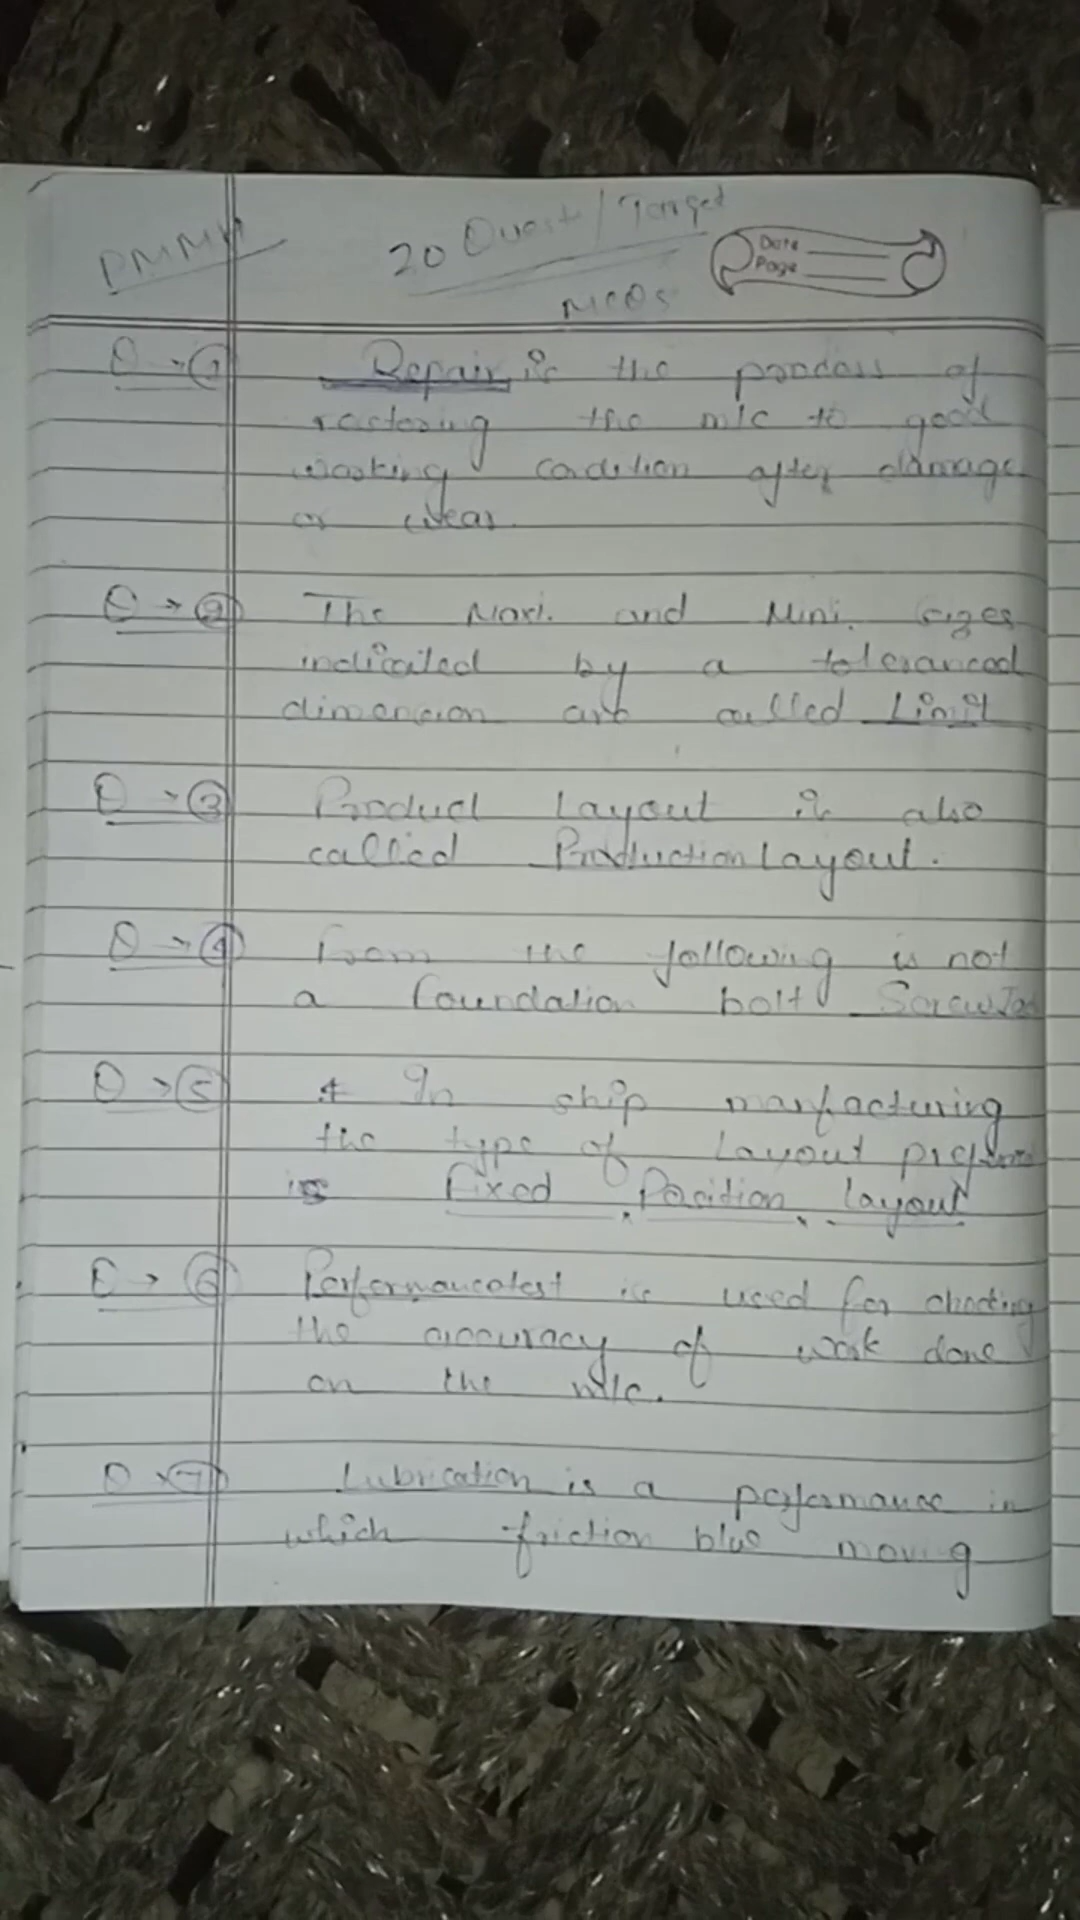 PMMM 20 Quest/Target
Date
Page
MCQs
Q → 1 Repair is the process of
restoring the m/c to good
working condition after damage
or wear
Q → 2 The Maxi. and Mini. sizes
indicated by a toleranced
dimension are called Limit
Q → 3 Product Layout is also
called Production Layout.
Q → 4 From the following is not
a foundation bolt Screw
Q → 5 In ship manfacturing
the type of Layout
is Fixed Position layout
Q → 6 Performancetest is used for checking
the accuracy of work done
on the m/c.
Q → 7 Lubrication is a performance in
which friction b/w moving